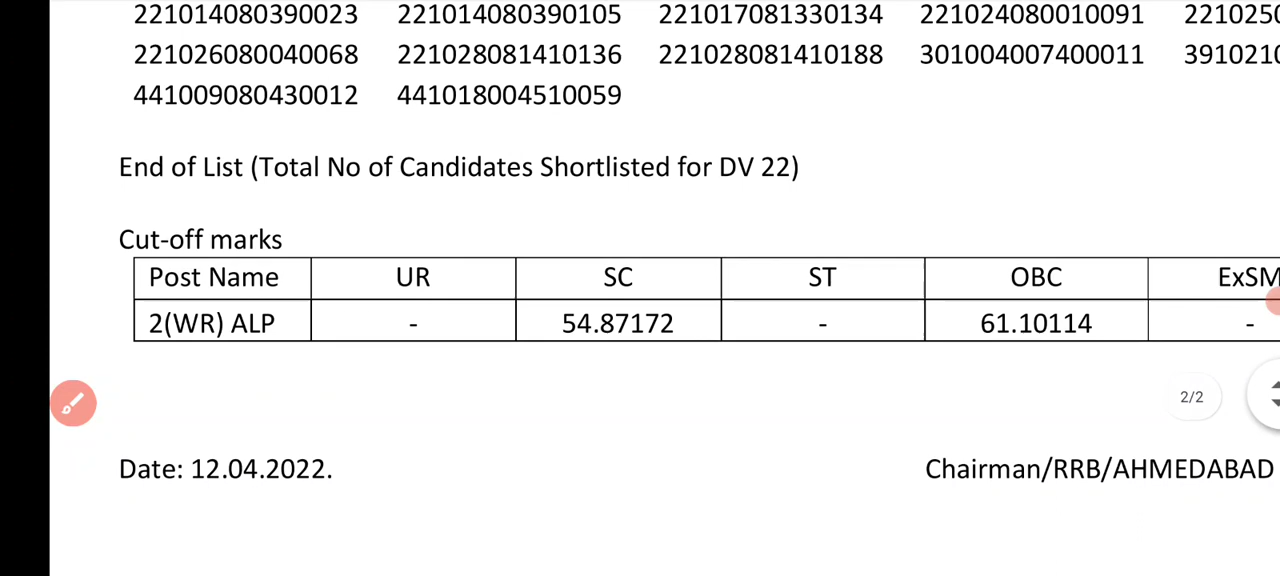 221014080390023 221014080390105 221017081330134 221024080010091
221026080040068 221028081410136 221028081410188 301004007400011
441009080430012 441018004510059
End of List (Total No of Candidates Shortlisted for DV 22)
Cut-off marks
Post Name UR SC ST OBC ExSM
2(WR) ALP - 54.87172 - 61.10114 -
2/2
Date: 12.04.2022. Chairman/RRB/AHMEDABAD